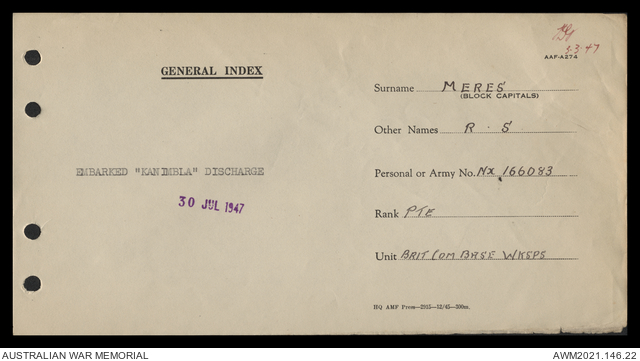 GENERAL INDEX
EMBARKED "KANIMBLA" DISCHARGE
30 JUL 1947
3.3.47
AAF-A274
Surname MERES
(BLOCK CAPITALS)
Other Names R . S
Personal or Army No. NX 166083
Rank PTE
Unit BRIT COM BASE WKSPS
HQ AMF Press—2915—12/45—200m.
AUSTRALIAN WAR MEMORIAL
AWM2021.146.22